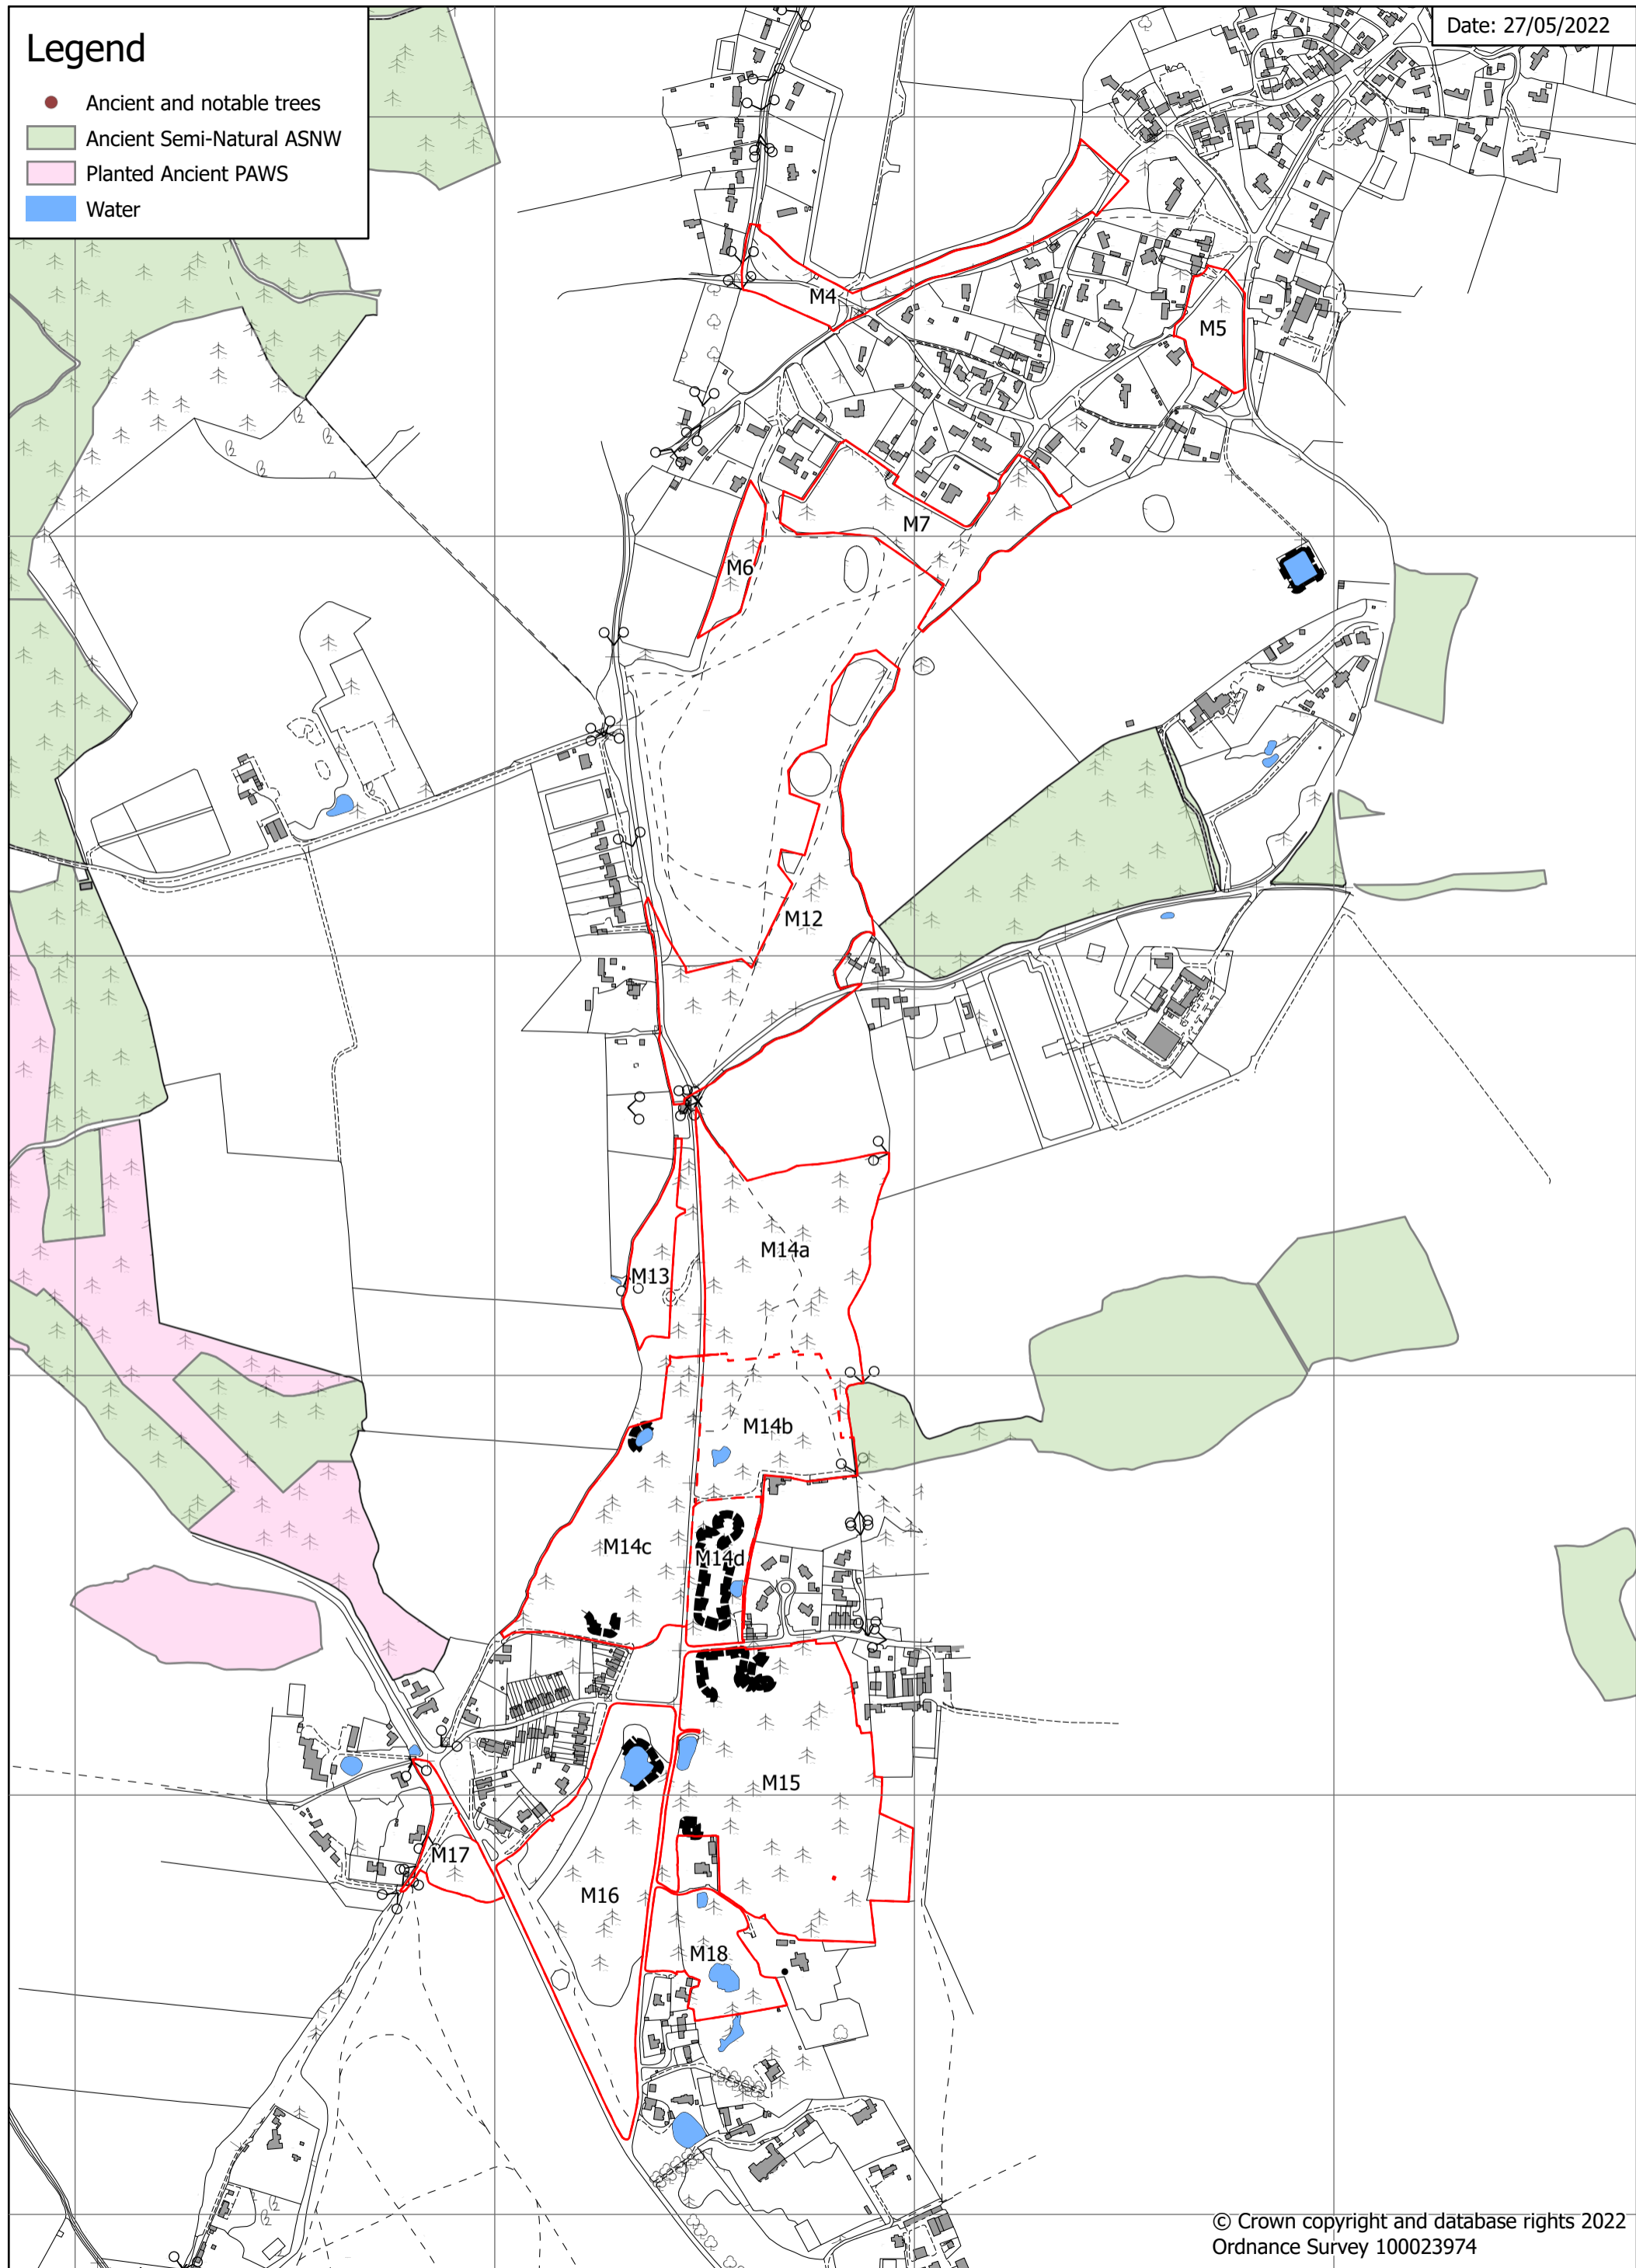 Legend
Ancient and notable trees
Ancient Semi-Natural ASNW
Planted Ancient PAWS
Water
Date: 27/05/2022
M4
M5
M7
M6
M12
M14a
M13
M14b
M14c
M14d
M15
M17
M16
M18
© Crown copyright and database rights 2022
Ordnance Survey 100023974